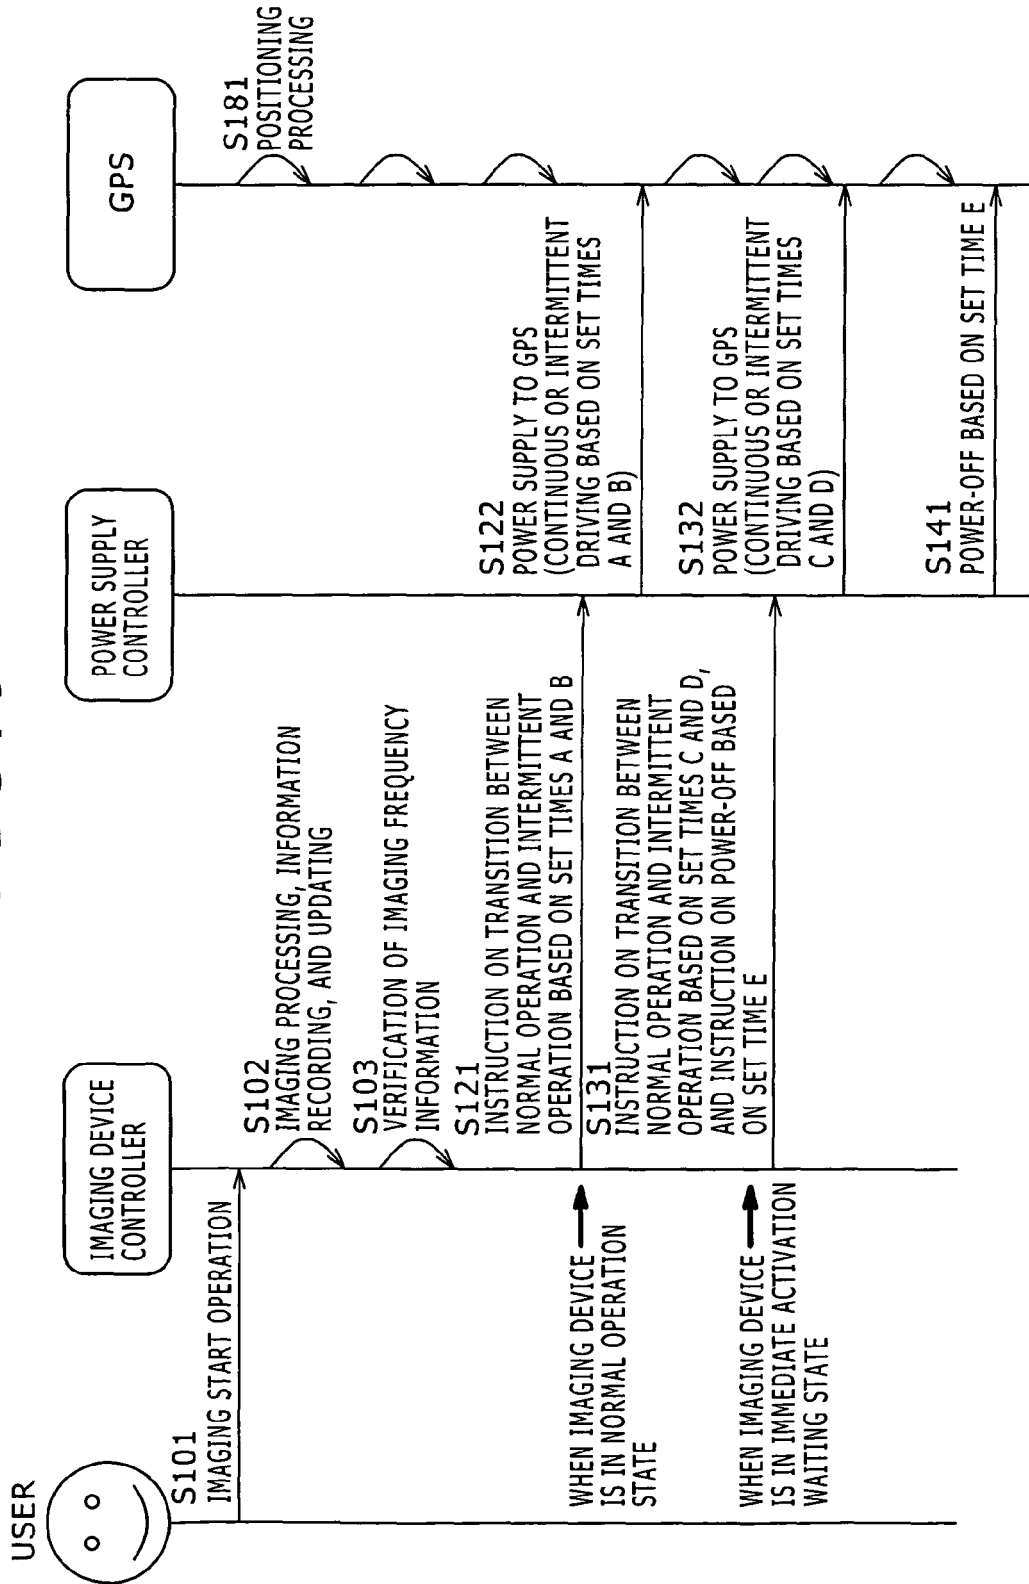 USER
IMAGING DEVICE
CONTROLLER
POWER SUPPLY
CONTROLLER
GPS
S101
IMAGING START OPERATION
S102
IMAGING PROCESSING, INFORMATION
RECORDING, AND UPDATING
S103
VERIFICATION OF IMAGING FREQUENCY
INFORMATION
S181
POSITIONING
PROCESSING
WHEN IMAGING DEVICE
IS IN NORMAL OPERATION
STATE
S121
INSTRUCTION ON TRANSITION BETWEEN
NORMAL OPERATION AND INTERMITTENT
OPERATION BASED ON SET TIMES A AND B
S122
POWER SUPPLY TO GPS
(CONTINUOUS OR INTERMITTENT
DRIVING BASED ON SET TIMES
A AND B)
WHEN IMAGING DEVICE
IS IN IMMEDIATE ACTIVATION
WAITING STATE
S131
INSTRUCTION ON TRANSITION BETWEEN
NORMAL OPERATION AND INTERMITTENT
OPERATION BASED ON SET TIMES C AND D,
AND INSTRUCTION ON POWER-OFF BASED
ON SET TIME E
S132
POWER SUPPLY TO GPS
(CONTINUOUS OR INTERMITTENT
DRIVING BASED ON SET TIMES
C AND D)
S141
POWER-OFF BASED ON SET TIME E